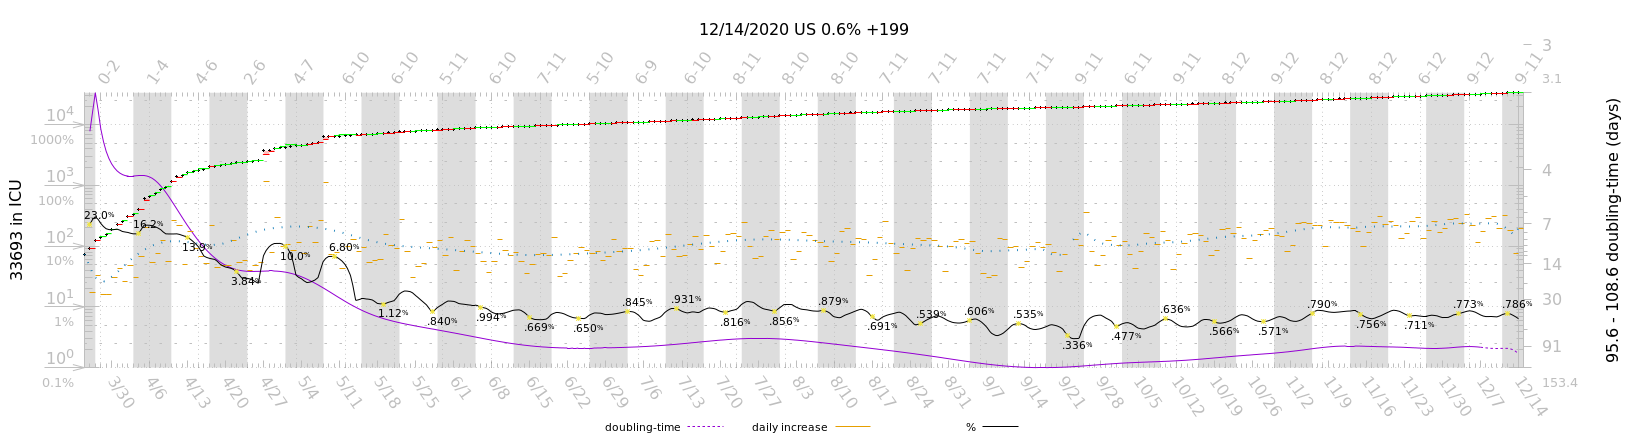 12/14/2020 US 0.6% +199
0-2 1-4 4-6 2-6 4-7 6-10 6-10 5-11 6-10 7-11 5-10 6-9 7-11 8-11 8-10 8-10 7-11 7-11 7-11 7-11 9-11 6-11 9-11 8-12 9-12 8-12 8-12 6-12 9-12 9-11
3
3.1
4
7
14
30
91
153.4
95.6 - 108.6 doubling-time (days)
33693 in ICU
10^4
1000%
10^3
100%
10^2
10%
10^1
1%
10^0
0.1%
23.0% 16.2% 13.9% 3.84% 10.0% 6.80% 1.12% .840% .994% .669% .650% .845% .931% .816% .856% .879% .691% .539% .606% .535% .336% .477% .636% .566% .571% .790% .756% .711% .773% .786%
3/30 4/6 4/13 4/20 4/27 5/4 5/11 5/18 5/25 6/1 6/8 6/15 6/22 6/29 7/6 7/13 7/20 7/27 8/3 8/10 8/17 8/24 8/31 9/7 9/14 9/21 9/28 10/5 10/12 10/19 10/26 11/2 11/9 11/16 11/23 11/30 12/7 12/14
doubling-time daily increase %